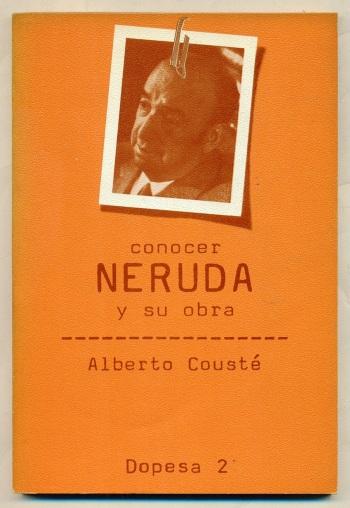 conocer
NERUDA
y su obra
Alberto Cousté
Dopesa 2